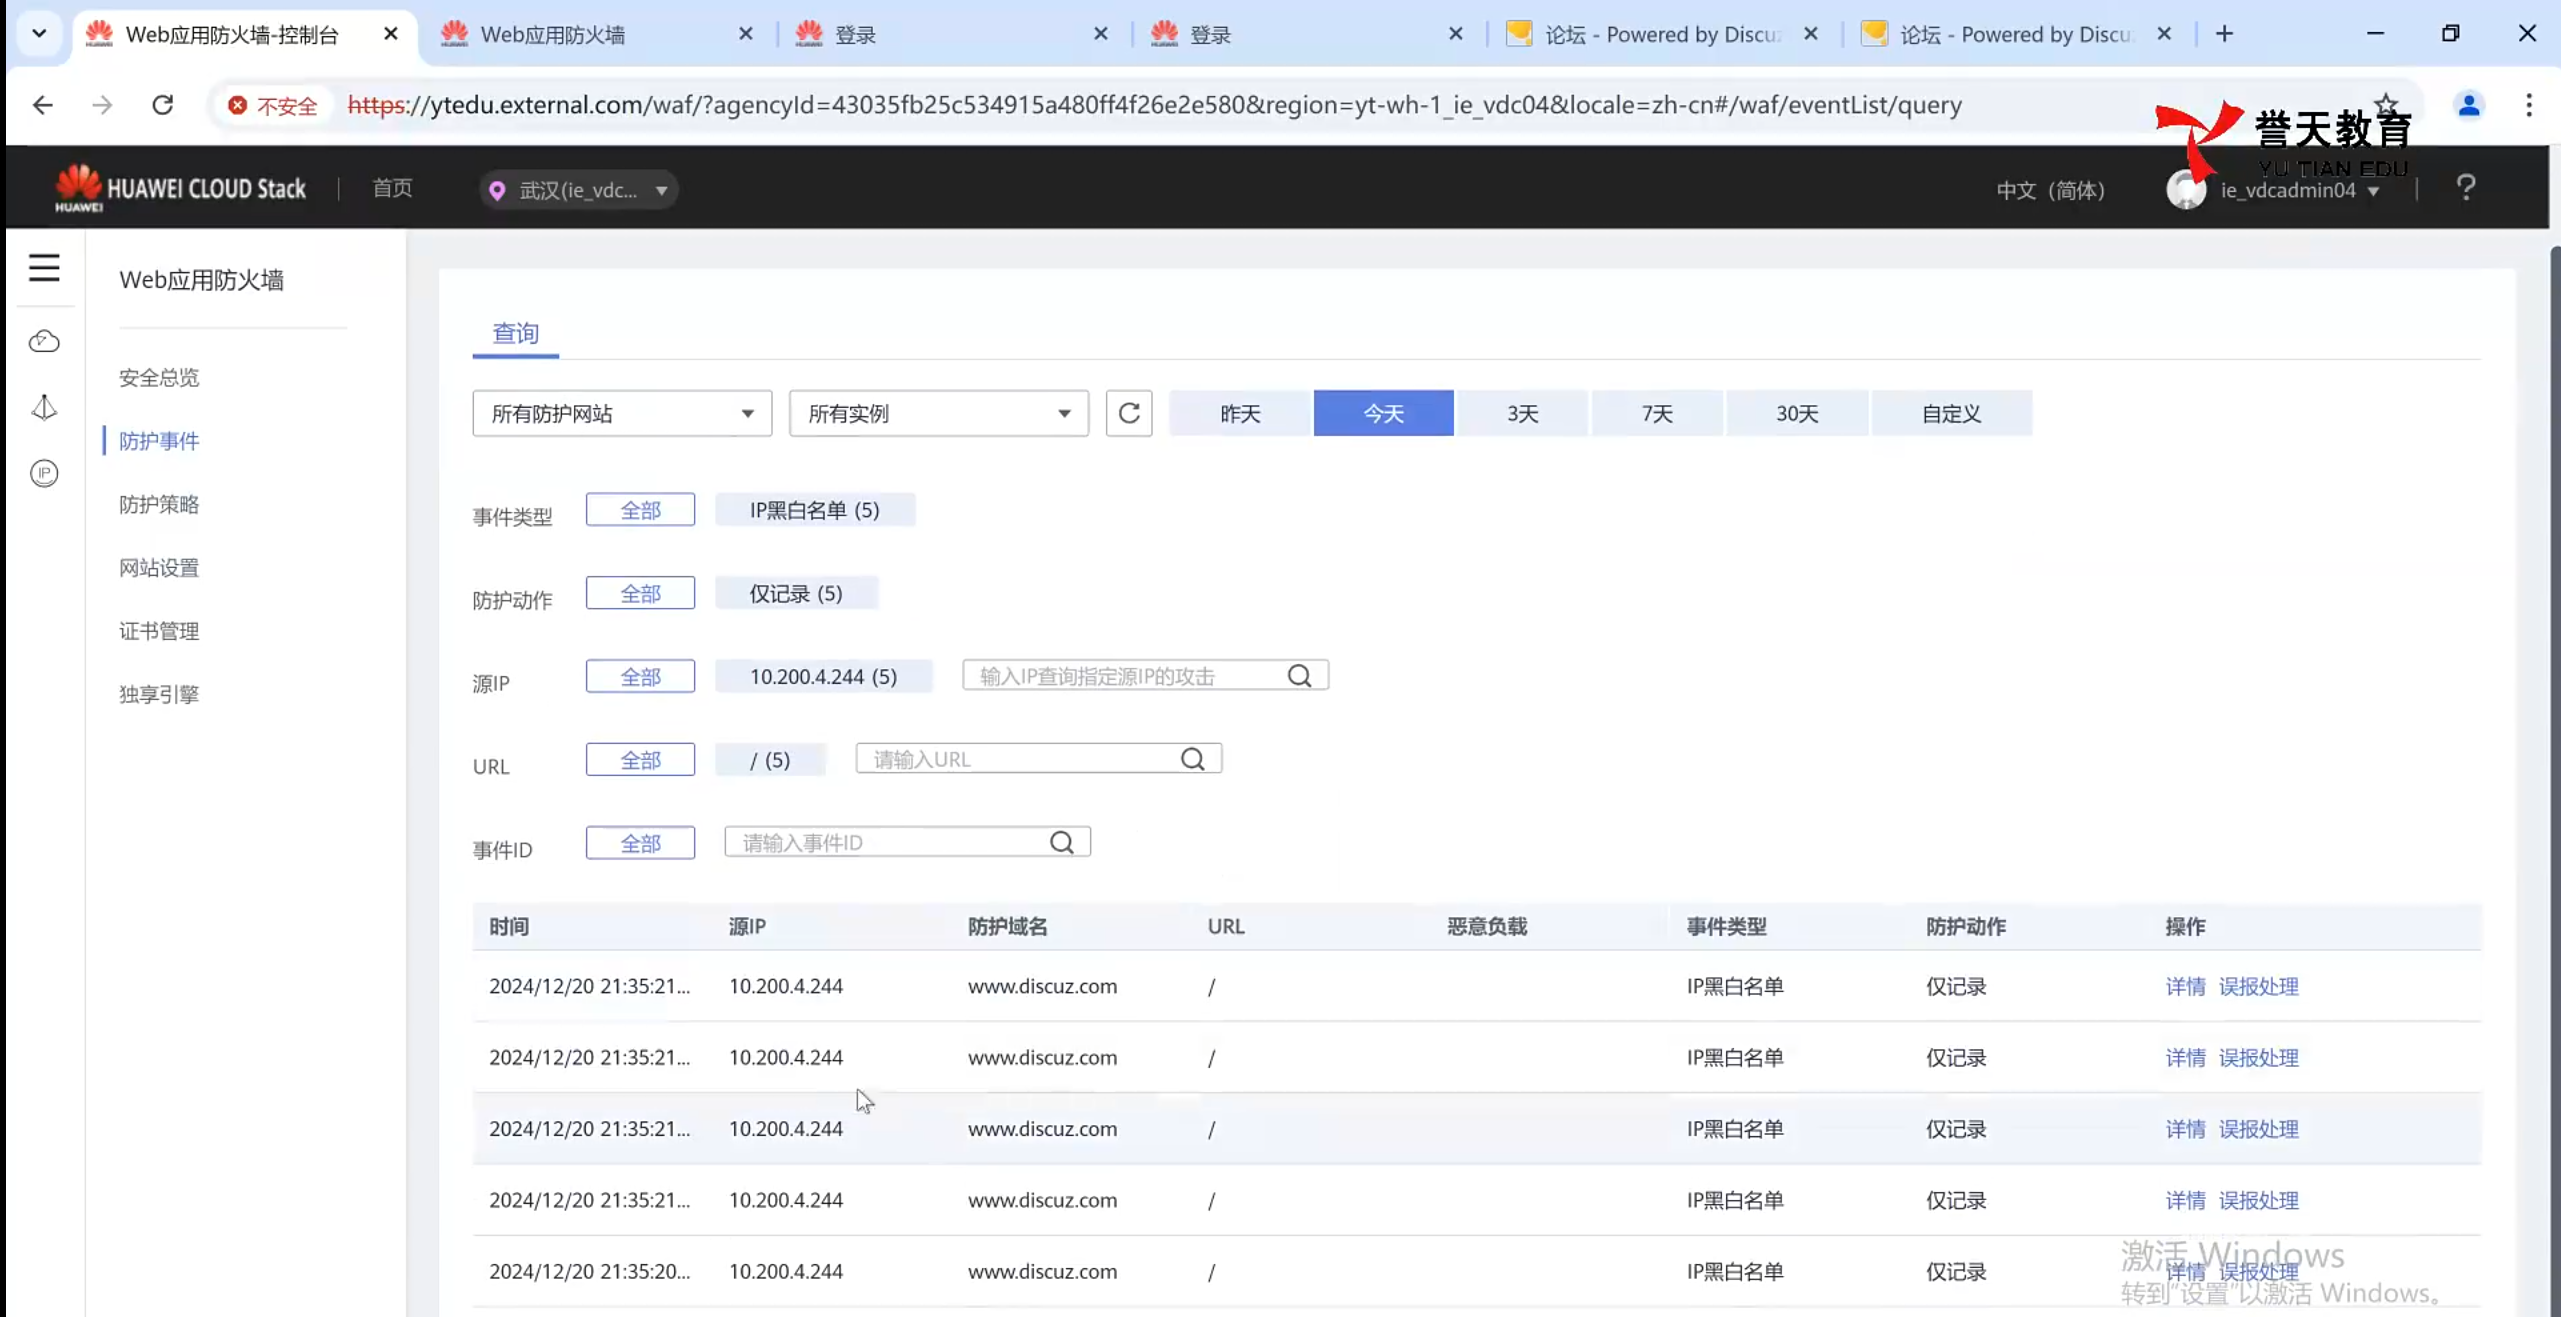 Web应用防火墙-控制台
Web应用防火墙
登录
登录
论坛 - Powered by Discu
论坛 - Powered by Discu
不安全 https://ytedu.external.com/waf/?agencyId=43035fb25c534915a480ff4f26e2e580&region=yt-wh-1_ie_vdc04&locale=zh-cn#/waf/eventList/query
誉天教育
YU TIAN EDU
HUAWEI
HUAWEI CLOUD Stack
首页
武汉(ie_vdc...
中文（简体）
ie_vdcadmin04
Web应用防火墙
安全总览
防护事件
防护策略
网站设置
证书管理
独享引擎
IP
查询
所有防护网站 所有实例 昨天 今天 3天 7天 30天 自定义
事件类型 全部 IP黑白名单 (5)
防护动作 全部 仅记录 (5)
源IP 全部 10.200.4.244 (5) 输入IP查询指定源IP的攻击
URL 全部 / (5) 请输入URL
事件ID 全部 请输入事件ID
时间 源IP 防护域名 URL 恶意负载 事件类型 防护动作 操作
2024/12/20 21:35:21... 10.200.4.244 www.discuz.com / IP黑白名单 仅记录 详情 误报处理
2024/12/20 21:35:21... 10.200.4.244 www.discuz.com / IP黑白名单 仅记录 详情 误报处理
2024/12/20 21:35:21... 10.200.4.244 www.discuz.com / IP黑白名单 仅记录 详情 误报处理
2024/12/20 21:35:21... 10.200.4.244 www.discuz.com / IP黑白名单 仅记录 详情 误报处理
2024/12/20 21:35:20... 10.200.4.244 www.discuz.com / IP黑白名单 仅记录 详情 误报处理
激活 Windows
转到"设置"以激活 Windows。